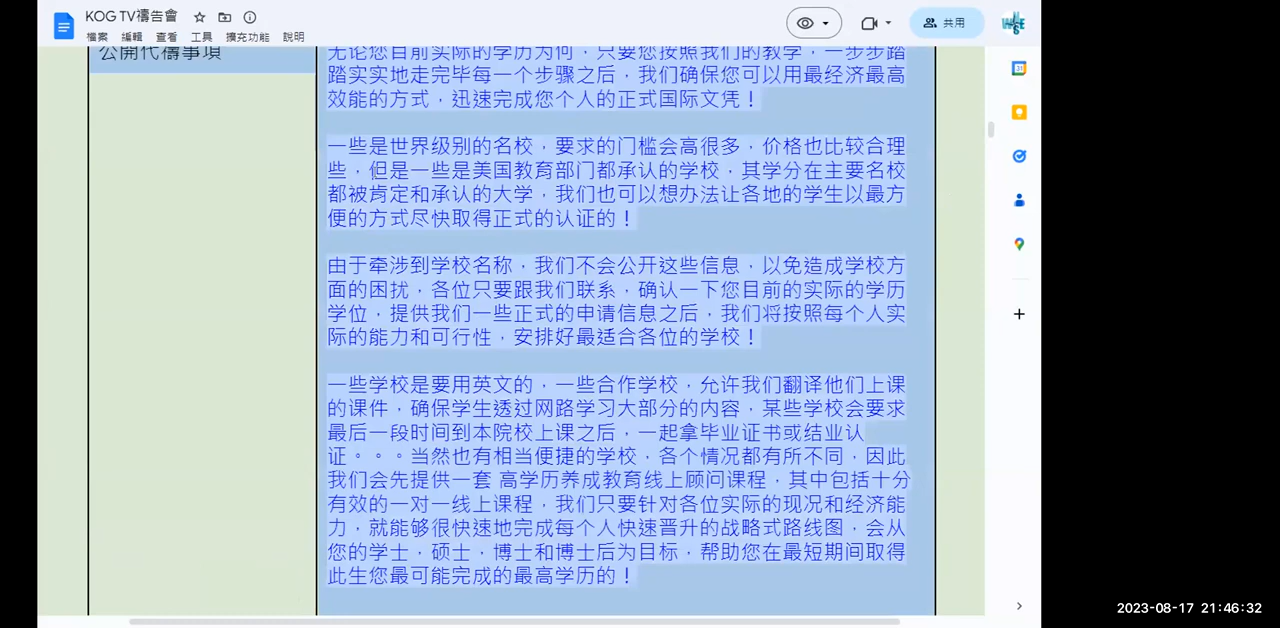 KOG TV禱告會
檔案 編輯 查看 工具 擴充功能 說明
共用
公開代禱事項
无论您目前实际的学历为何，只要您按照我们的教学，一步步踏
踏实实地走完毕每一个步骤之后，我们确保您可以用最经济最高
效能的方式，迅速完成您个人的正式国际文凭！
一些是世界级别的名校，要求的门槛会高很多，价格也比较合理
些，但是一些是美国教育部门都承认的学校，其学分在主要名校
都被肯定和承认的大学，我们也可以想办法让各地的学生以最方
便的方式尽快取得正式的认证的！
由于牵涉到学校名称，我们不会公开这些信息，以免造成学校方
面的困扰，各位只要跟我们联系，确认一下您目前的实际的学历
学位，提供我们一些正式的申请信息之后，我们将按照每个人实
际的能力和可行性，安排好最适合各位的学校！
一些学校是要用英文的，一些合作学校，允许我们翻译他们上课
的课件，确保学生透过网路学习大部分的内容，某些学校会要求
最后一段时间到本院校上课之后，一起拿毕业证书或结业认
证。。。当然也有相当便捷的学校，各个情况都有所不同，因此
我们会先提供一套 高学历养成教育线上顾问课程，其中包括十分
有效的一对一线上课程，我们只要针对各位实际的现况和经济能
力，就能够很快速地完成每个人快速晋升的战略式路线图，会从
您的学士，硕士，博士和博士后为目标，帮助您在最短期间取得
此生您最可能完成的最高学历的！
31
2023-08-17 21:46:32